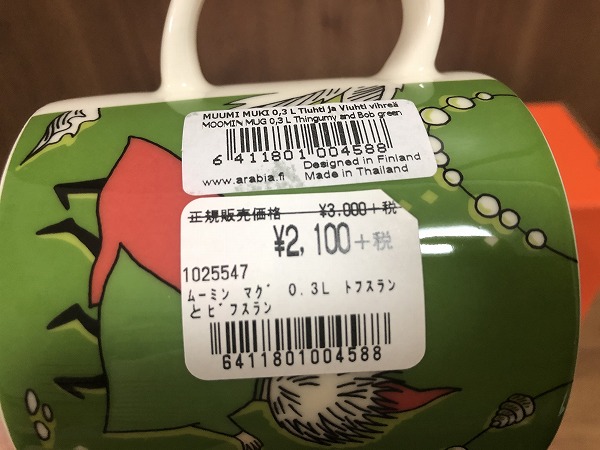 MUUMI MUKI 0,3 L Tiuhti ja Viuhti vihreä
MOOMIN MUG 0,3 L Thingumy and Bob green
6 411801 004588
Designed in Finland
www.arabia.fi Made in Thailand
正規販売価格 ¥3,000+税
¥2,100+税
1025547
ムーミン マグ 0.3L トフスラン
とビフスラン
6411801004588